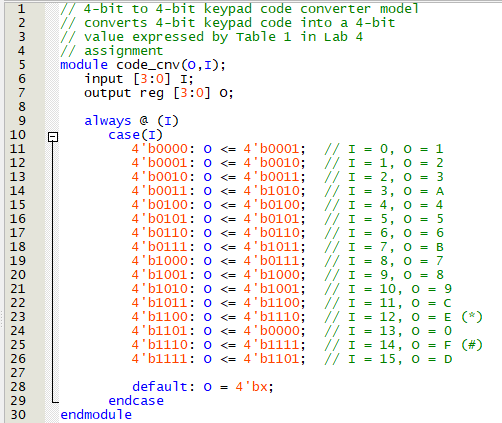 1 // 4-bit to 4-bit keypad code converter model
2 // converts 4-bit keypad code into a 4-bit
3 // value expressed by Table 1 in Lab 4
4 // assignment
5 module code_cnv(O,I);
6 input [3:0] I;
7 output reg [3:0] O;
8
9 always @ (I)
10 case(I)
11 4'b0000: O <= 4'b0001; // I = 0, O = 1
12 4'b0001: O <= 4'b0010; // I = 1, O = 2
13 4'b0010: O <= 4'b0011; // I = 2, O = 3
14 4'b0011: O <= 4'b1010; // I = 3, O = A
15 4'b0100: O <= 4'b0100; // I = 4, O = 4
16 4'b0101: O <= 4'b0101; // I = 5, O = 5
17 4'b0110: O <= 4'b0110; // I = 6, O = 6
18 4'b0111: O <= 4'b1011; // I = 7, O = B
19 4'b1000: O <= 4'b0111; // I = 8, O = 7
20 4'b1001: O <= 4'b1000; // I = 9, O = 8
21 4'b1010: O <= 4'b1001; // I = 10, O = 9
22 4'b1011: O <= 4'b1100; // I = 11, O = C
23 4'b1100: O <= 4'b1110; // I = 12, O = E (*)
24 4'b1101: O <= 4'b0000; // I = 13, O = 0
25 4'b1110: O <= 4'b1111; // I = 14, O = F (#)
26 4'b1111: O <= 4'b1101; // I = 15, O = D
27
28 default: O = 4'bx;
29 endcase
30 endmodule